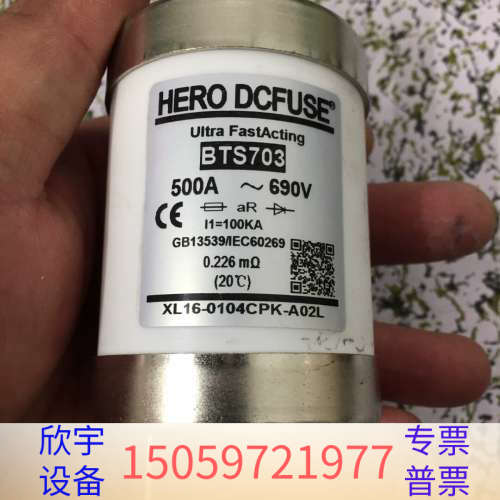 HERO DCFUSE®
Ultra FastActing
BTS703
500A ～ 690V
CE aR
I1=100KA
GB13539/IEC60269
0.226 mΩ
(20℃)
XL16-0104CPK-A02L
欣宇 15059721977 专票
设备 普票